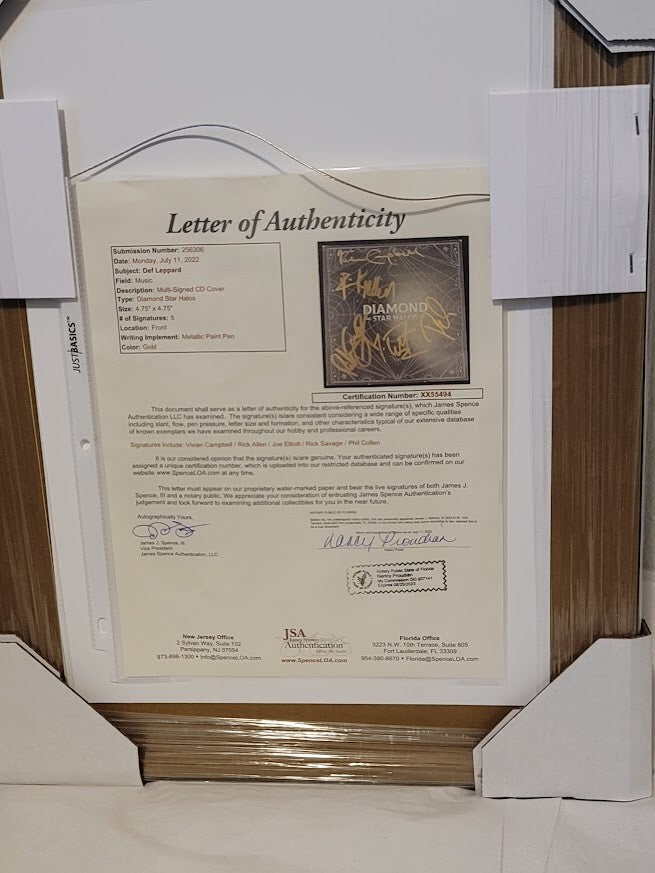 Letter of Authenticity
Submission Number: 256306
Date: Monday, July 11, 2022
Subject: Def Leppard
Field: Music
Description: Multi-Signed CD Cover
Type: Diamond Star Halos
Size: 4.75" x 4.75"
# of Signatures: 5
Location: Front
Writing Implement: Metallic Paint Pen
Color: Gold
DIAMOND
STAR HALOS
JUSTBASICS™
Certification Number: XX55494
This document shall serve as a letter of authenticity for the above-referenced signature(s), which James Spence
Authentication LLC has examined. The signature(s) is/are consistent considering a wide range of specific qualities
including slant, flow, pen pressure, letter size and formation, and other characteristics typical of our extensive database
of known exemplars we have examined throughout our hobby and professional careers.
Signatures Include: Vivian Campbell / Rick Allen / Joe Elliott / Rick Savage / Phil Collen
It is our considered opinion that the signature(s) is/are genuine. Your authenticated signature(s) has been
assigned a unique certification number, which is uploaded into our restricted database and can be confirmed on our
website www.SpenceLOA.com at any time.
This letter must appear on our proprietary water-marked paper and bear the live signatures of both James J.
Spence, III and a notary public. We appreciate your consideration of entrusting James Spence Authentication's
judgement and look forward to examining additional collectibles for you in the near future.
Autographically Yours,
James J. Spence, III
Vice President
James Spence Authentication, LLC
NOTARY PUBLIC OF FLORIDA
Nancy Proudian
Notary Public
Notary Public State of Florida
Nancy Proudian
My Commission GG 907141
Expires 08/25/2023
New Jersey Office
2 Sylvan Way, Suite 102
Parsippany, NJ 07054
973-898-1300 • Info@SpenceLOA.com
JSA
James Spence
Authentication
www.SpenceLOA.com
Florida Office
3223 N.W. 10th Terrace, Suite 605
Fort Lauderdale, FL 33309
954-380-8670 • Florida@SpenceLOA.com